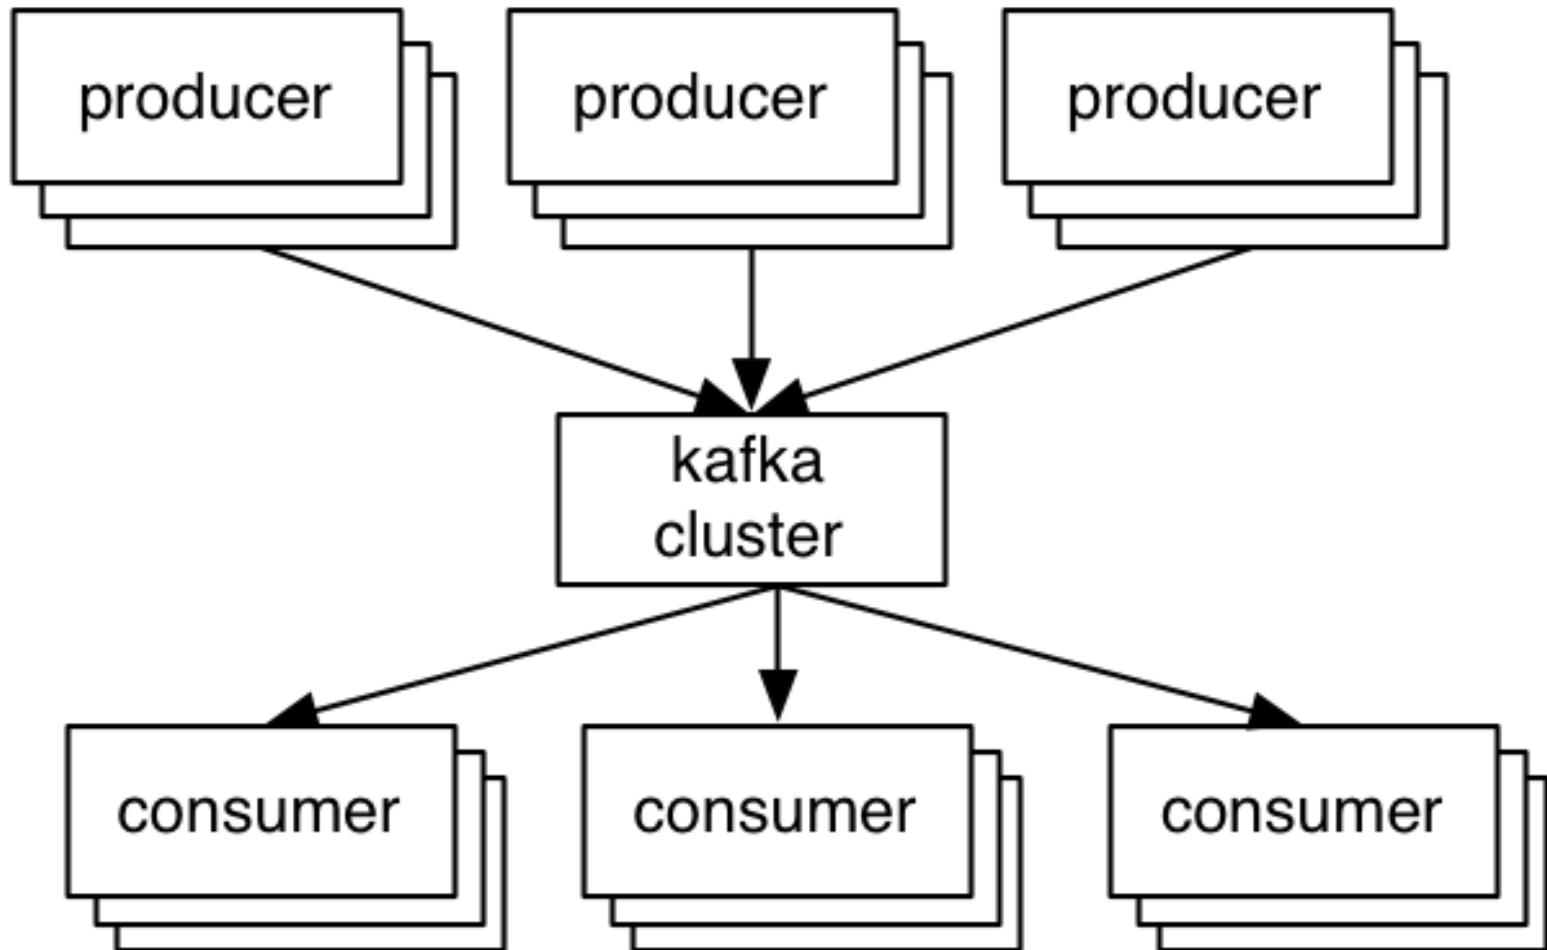 producer
producer
producer
kafka
cluster
consumer
consumer
consumer